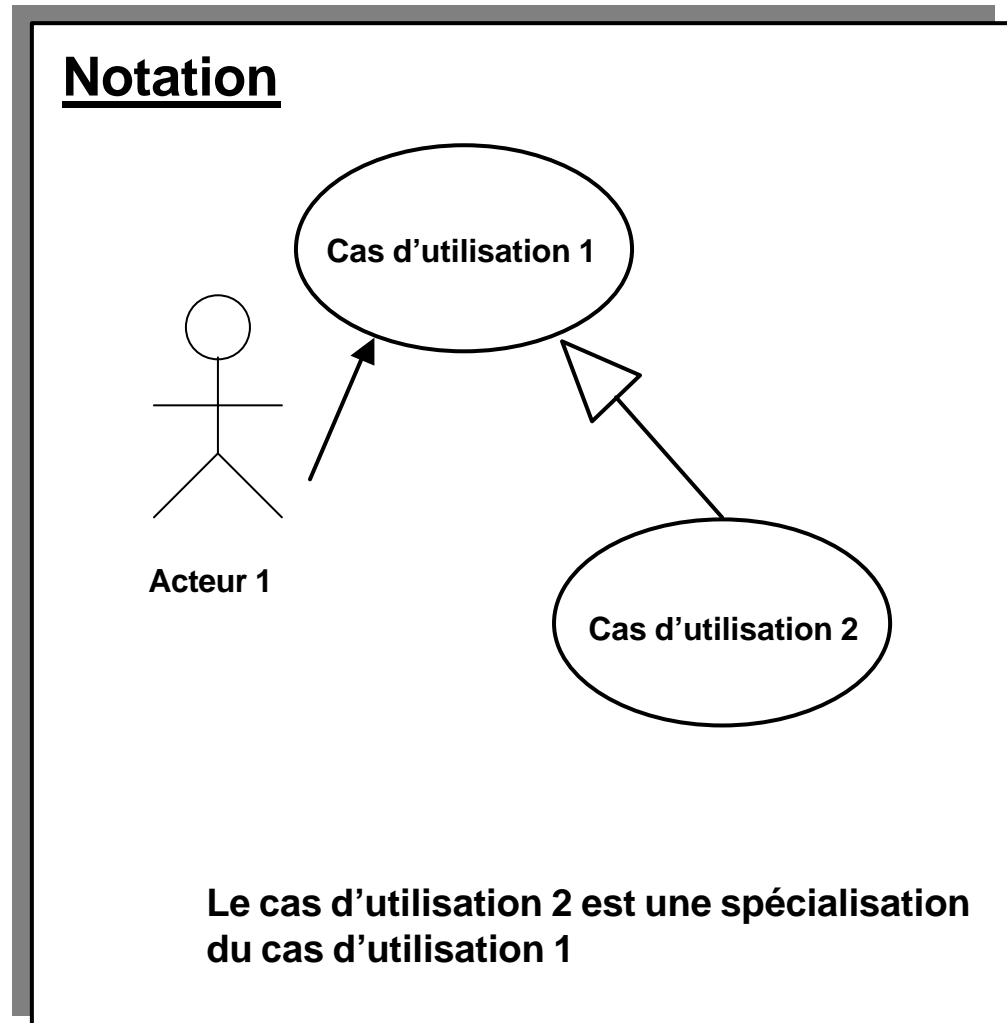 Notation
Cas d’utilisation 1
Acteur 1
Cas d’utilisation 2
Le cas d’utilisation 2 est une spécialisation
du cas d’utilisation 1